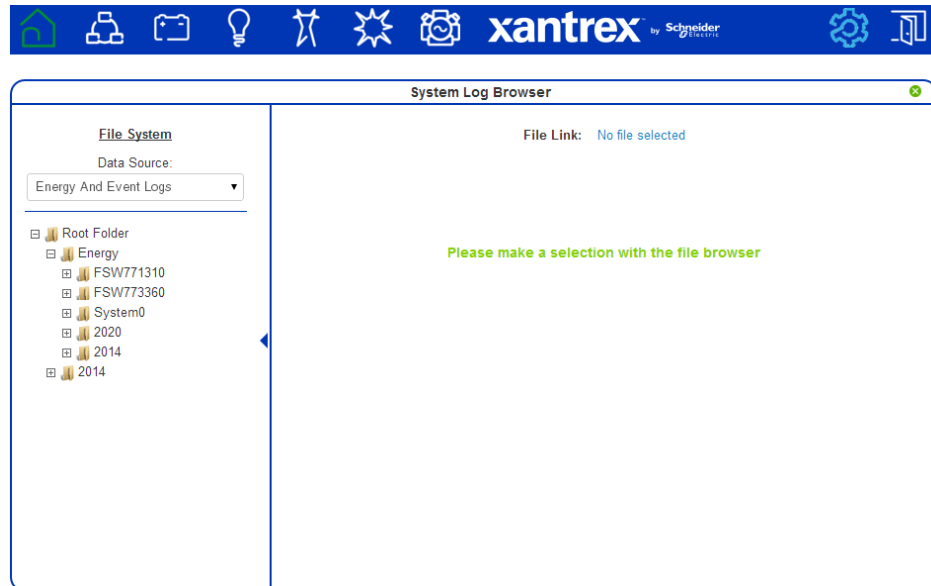 xantrex by Schneider Electric
System Log Browser
File System
Data Source:
Energy And Event Logs
Root Folder
Energy
FSW771310
FSW773360
System0
2020
2014
2014
File Link: No file selected
Please make a selection with the file browser